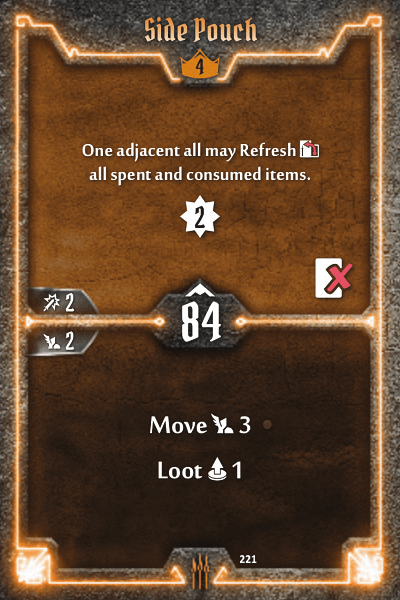 Side Pouch
4
One adjacent all may Refresh
all spent and consumed items.
2
2
84
2
Move 3
Loot 1
221